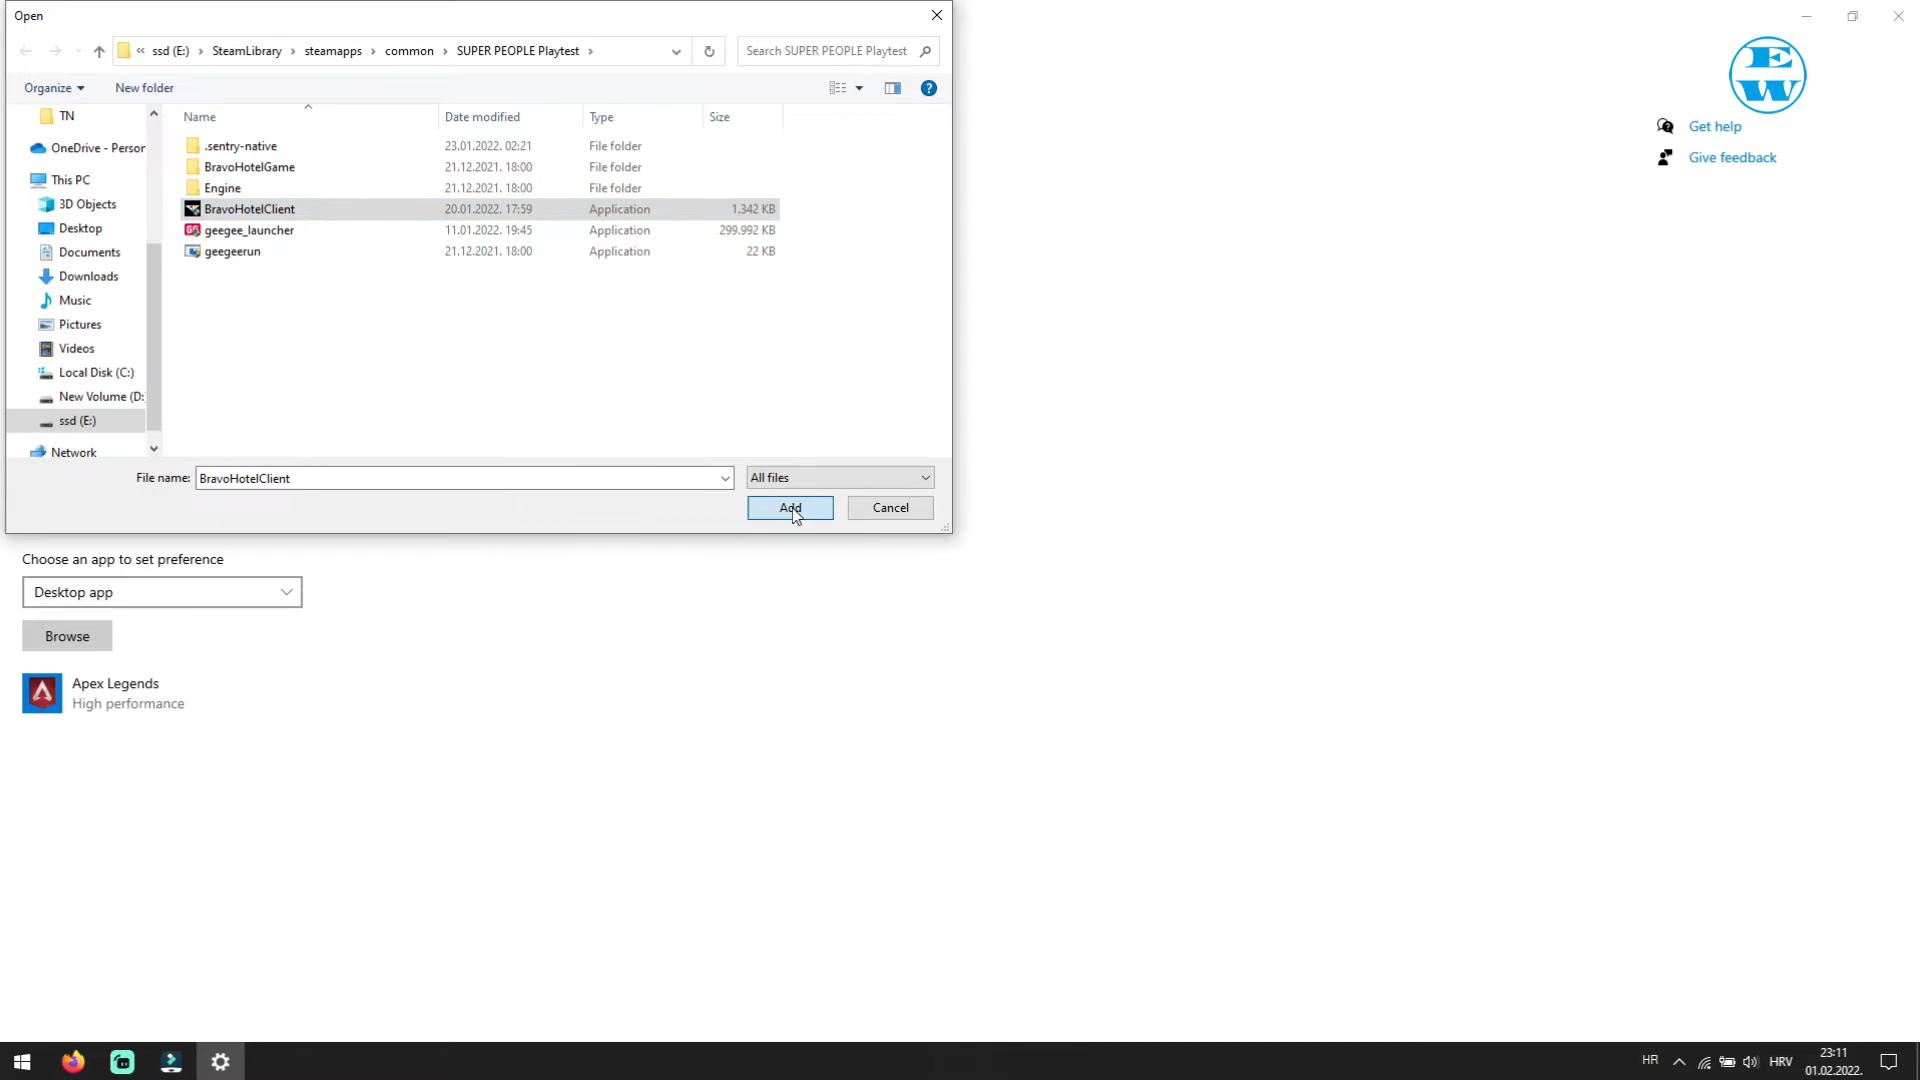 Open
« ssd (E:) › SteamLibrary › steamapps › common › SUPER PEOPLE Playtest ›
Search SUPER PEOPLE Playtest
EW
Organize
New folder
Get help
Give feedback
TN
OneDrive - Person
This PC
3D Objects
Desktop
Documents
Downloads
Music
Pictures
Videos
Local Disk (C:)
New Volume (D:
ssd (E:)
Network
Name Date modified Type Size
.sentry-native 23.01.2022. 02:21 File folder
BravoHotelGame 21.12.2021. 18:00 File folder
Engine 21.12.2021. 18:00 File folder
BravoHotelClient 20.01.2022. 17:59 Application 1.342 KB
geegee_launcher 11.01.2022. 19:45 Application 299.992 KB
geegeerun 21.12.2021. 18:00 Application 22 KB
File name: BravoHotelClient All files
Add Cancel
Choose an app to set preference
Desktop app
Browse
Apex Legends
High performance
HR
HRV
23:11
01.02.2022.